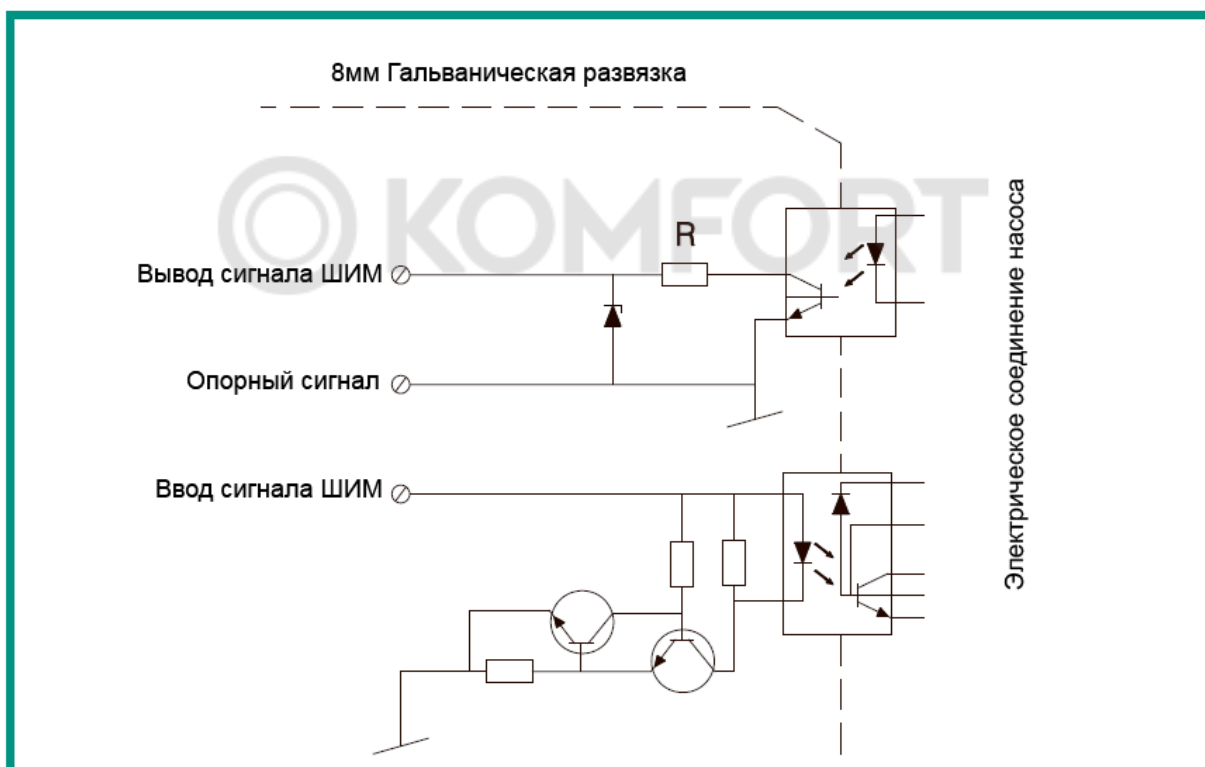 8мм Гальваническая развязка
KOMFORT
R
Вывод сигнала ШИМ
Опорный сигнал
Ввод сигнала ШИМ
Электрическое соединение насоса